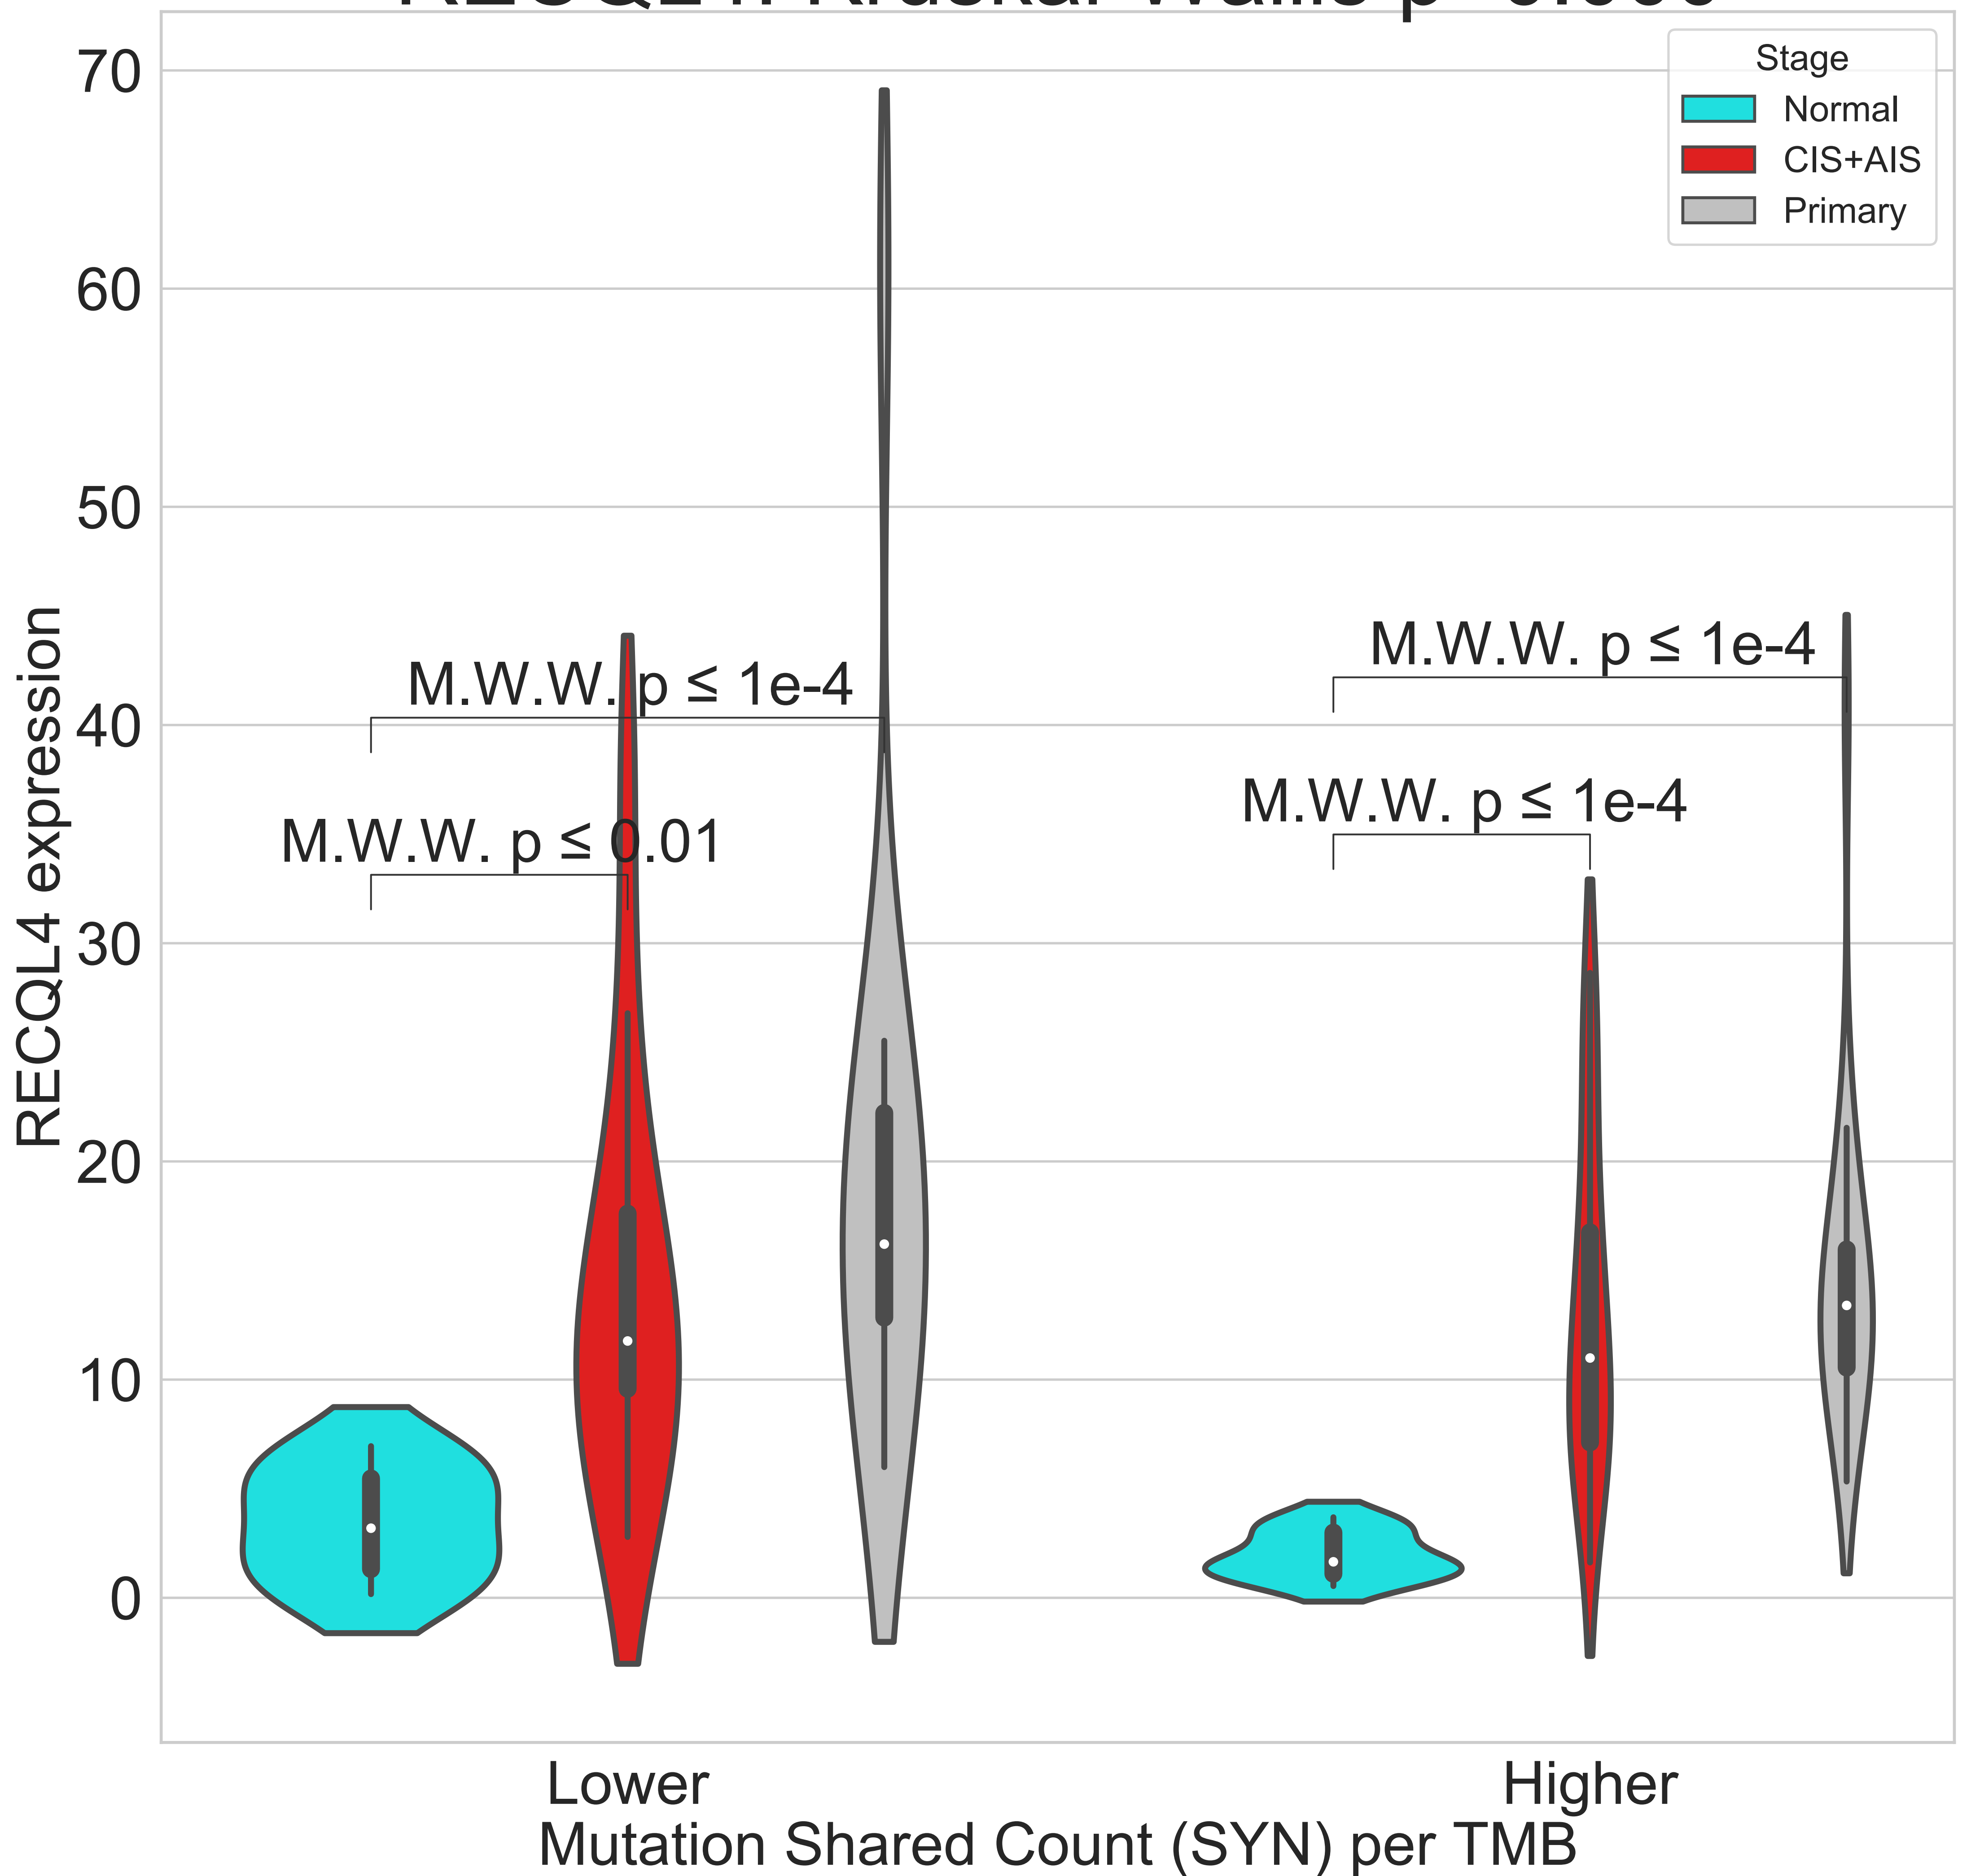 70
60
50
40
30
20
10
0
RECQL4 expression
Stage
Normal
CIS+AIS
Primary
M.W.W. p ≤ 1e-4
M.W.W. p ≤ 0.01
M.W.W. p ≤ 1e-4
M.W.W. p ≤ 1e-4
Lower
Higher
Mutation Shared Count (SYN) per TMB